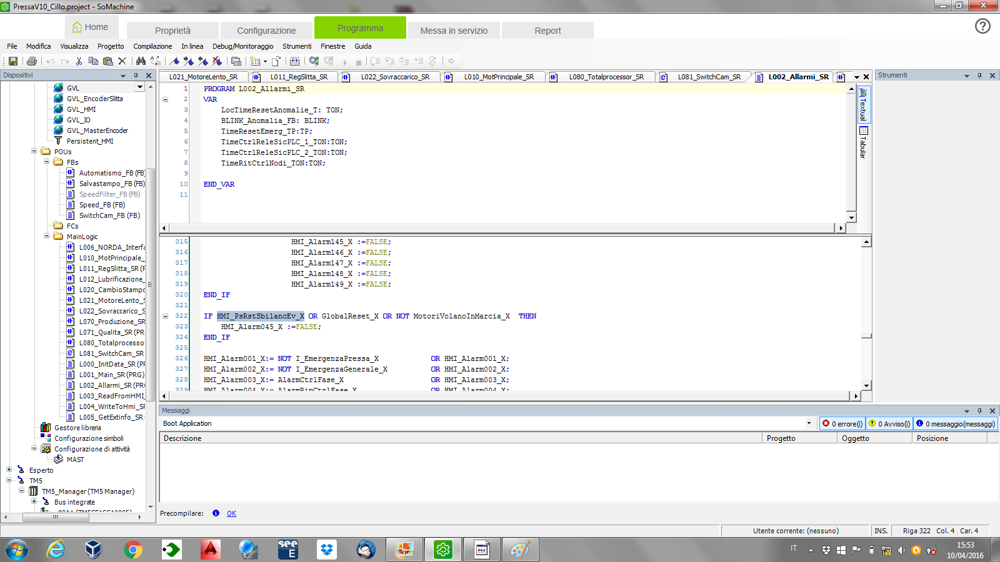 PressaV10_Cillo.project - SoMachine
Home
Proprietà
Configurazione
Programma
Messa in servizio
Report
File Modifica Visualizza Progetto Compilazione In linea Debug/Monitoraggio Strumenti Finestre Guida
Dispositivi
GVL
GVL_EncoderSlitta
GVL_HMI
GVL_IO
GVL_MasterEncoder
Persistent_HMI
POUs
FBs
Automatismo_FB (FB)
Salvastampo_FB (FB)
SpeedFilter_FB (FB)
Speed_FB (FB)
SwitchCam_FB (FB)
FCs
MainLogic
L006_NORDA_Interfa
L010_MotPrincipale_
L011_RegSlitta_SR (F
L012_Lubrificazione_
L020_CambioStampo
L021_MotoreLento_S
L022_Sovraccarico_S
L070_Produzione_SR
L071_Qualita_SR (PR
L080_Totalprocessor
L081_SwitchCam_SR
L000_InitData_SR (PR
L001_Main_SR (PRG)
L002_Allarmi_SR (PRG
L003_ReadFromHMI_
L004_WriteToHmi_SR
L005_GetExtinfo_SR
Gestore libreria
Configurazione simboli
Configurazione di attività
MAST
Esperto
TM5
TM5_Manager (TM5 Manager)
Bus integrate
L021_MotoreLento_SR L011_RegSlitta_SR L022_Sovraccarico_SR L010_MotPrincipale_SR L080_Totalprocessor_SR L081_SwitchCam_SR L002_Allarmi_SR
1 PROGRAM L002_Allarmi_SR
2 VAR
3 LocTimeResetAnomalie_T: TON;
4 BLINK_Anomalia_FB: BLINK;
5 TimeResetEmerg_TP:TP;
6 TimeCtrlReleSicPLC_1_TON:TON;
7 TimeCtrlReleSicPLC_2_TON:TON;
8 TimeRitCtrlNodi_TON:TON;
9
10 END_VAR
11
Textual
Tabular
315 HMI_Alarm145_X :=FALSE;
316 HMI_Alarm146_X :=FALSE;
317 HMI_Alarm147_X :=FALSE;
318 HMI_Alarm148_X :=FALSE;
319 HMI_Alarm149_X :=FALSE;
320 END_IF
321
322 IF HMI_PsRstSbilancEv_X OR GlobalReset_X OR NOT MotoriVolanoInMarcia_X THEN
323 HMI_Alarm045_X :=FALSE;
324 END_IF
325
326 HMI_Alarm001_X:= NOT I_EmergenzaPressa_X OR HMI_Alarm001_X;
327 HMI_Alarm002_X:= NOT I_EmergenzaGenerale_X OR HMI_Alarm002_X;
328 HMI_Alarm003_X:= AlarmCtrlFase_X OR HMI_Alarm003_X;
329 HMI_Alarm004_X:= AlarmRipCtrlFase_X OR HMI_Alarm004_X;
Strumenti
Messaggi
Boot Application
0 errore(i) 0 Avviso(i) 0 messaggio(messaggi)
Descrizione Progetto Oggetto Posizione
Precompilare: OK
Utente corrente: (nessuno) INS. Riga 322 Col. 4 Car. 4
see
E
IT
15:53
10/04/2016